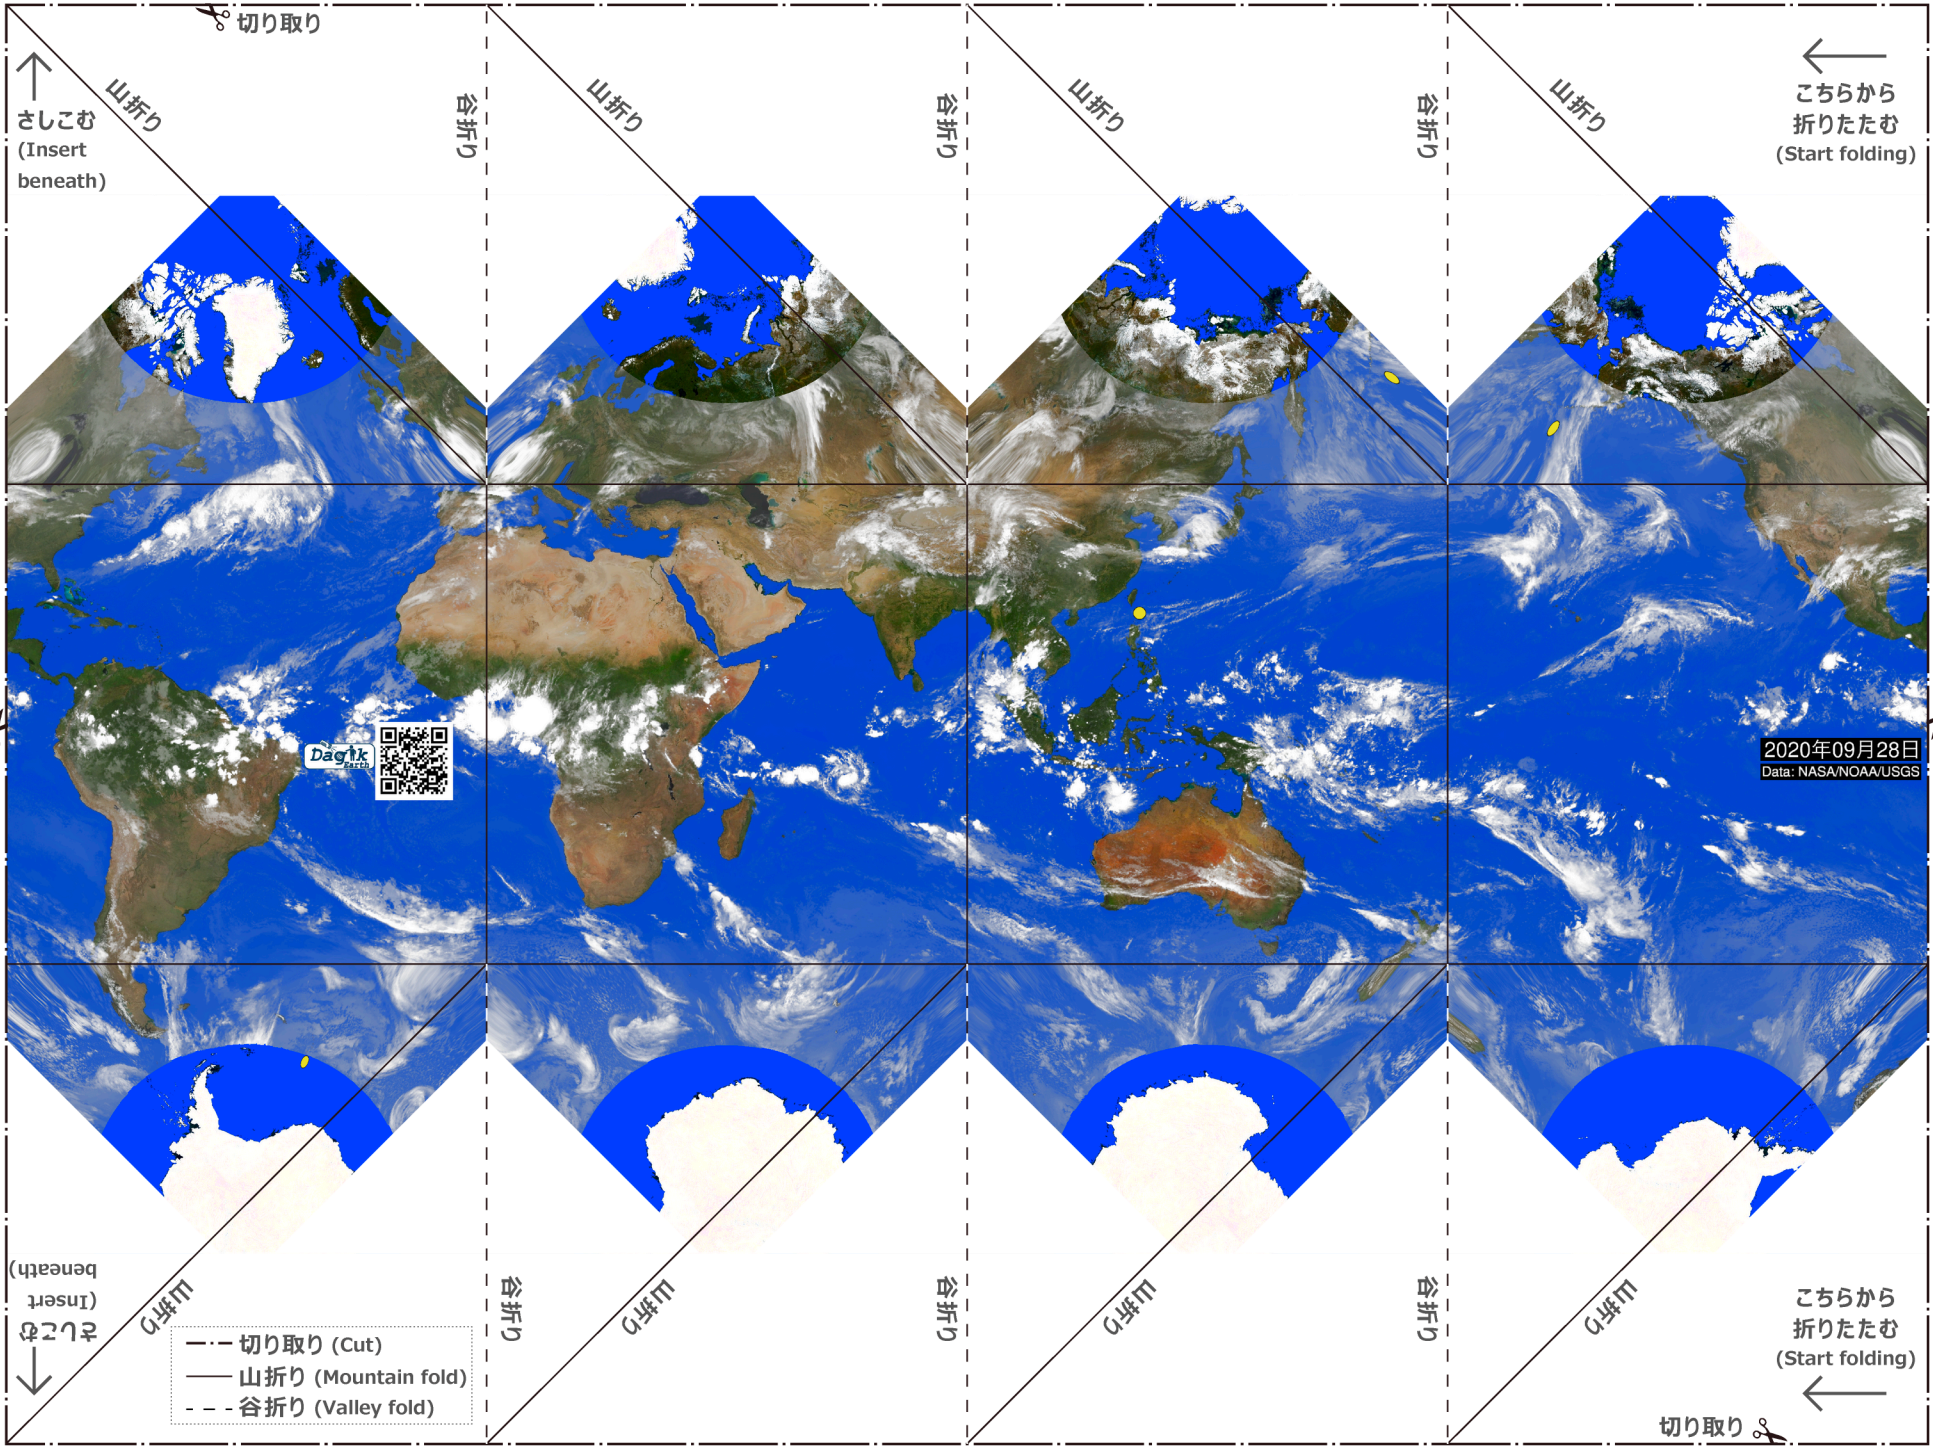 切り取り
山折り
谷折り
山折り
谷折り
山折り
谷折り
山折り
さしこむ
(Insert
beneath)
こちらから
折りたたむ
(Start folding)
Dagik
Earth
2020年09月28日
Data: NASA/NOAA/USGS
さしこむ
(Insert
beneath)
山折り
谷折り
山折り
谷折り
山折り
谷折り
山折り
こちらから
折りたたむ
(Start folding)
切り取り (Cut)
山折り (Mountain fold)
谷折り (Valley fold)
切り取り